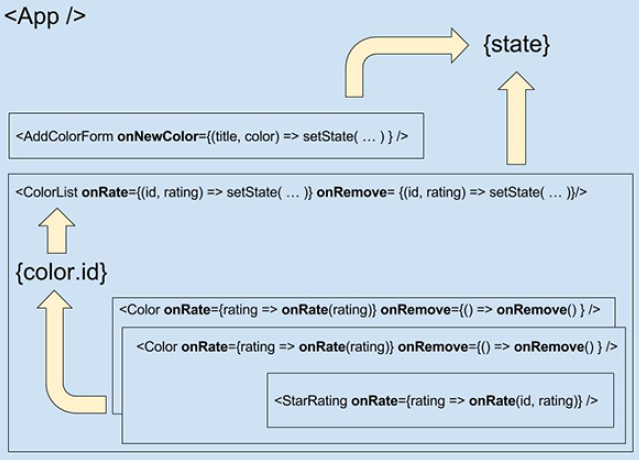 <App />
{state}
<AddColorForm onNewColor={(title, color) => setState( … ) } />
<ColorList onRate={(id, rating) => setState( … )} onRemove= {(id, rating) => setState( … )}/>
{color.id}
<Color onRate={rating => onRate(rating)} onRemove={() => onRemove() } />
<Color onRate={rating => onRate(rating)} onRemove={() => onRemove() } />
<StarRating onRate={rating => onRate(id, rating)} />